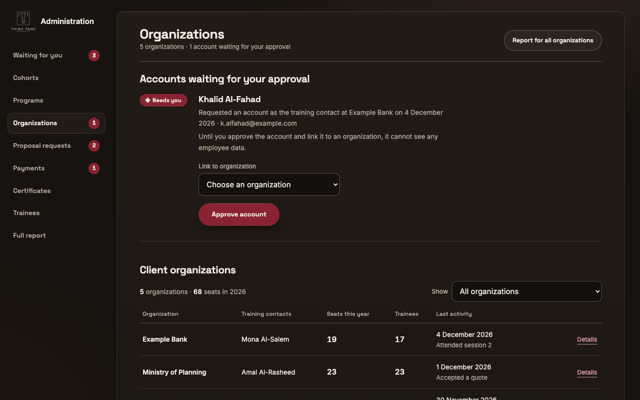 THINK FEME
Administration
Waiting for you 3
Cohorts
Programs
Organizations 1
Proposal requests 2
Payments 1
Certificates
Trainees
Full report
Organizations
5 organizations · 1 account waiting for your approval
Report for all organizations
Accounts waiting for your approval
Needs you
Khalid Al-Fahad
Requested an account as the training contact at Example Bank on 4 December
2026 · k.alfahad@example.com
Until you approve the account and link it to an organization, it cannot see any
employee data.
Link to organization
Choose an organization
Approve account
Client organizations
5 organizations · 68 seats in 2026
Show All organizations
Organization Training contacts Seats this year Trainees Last activity
Example Bank Mona Al-Salem 19 17 4 December 2026 Details
Attended session 2
Ministry of Planning Amal Al-Rasheed 23 23 1 December 2026 Details
Accepted a quote
30 November 2026